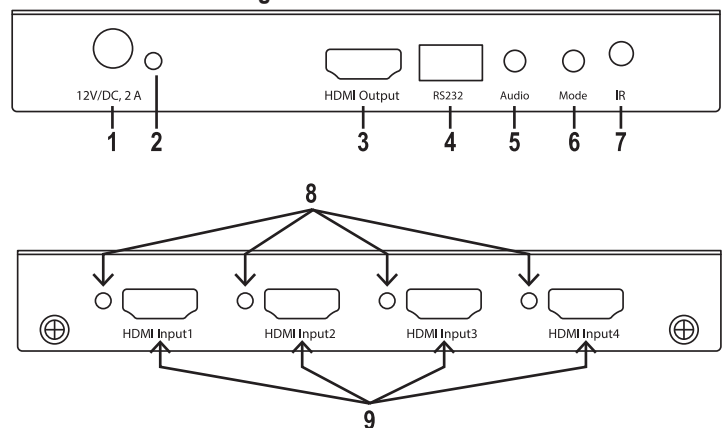 12V/DC, 2 A HDMI Output RS232 Audio Mode IR
1 2 3 4 5 6 7
8
HDMI Input1 HDMI Input2 HDMI Input3 HDMI Input4
9